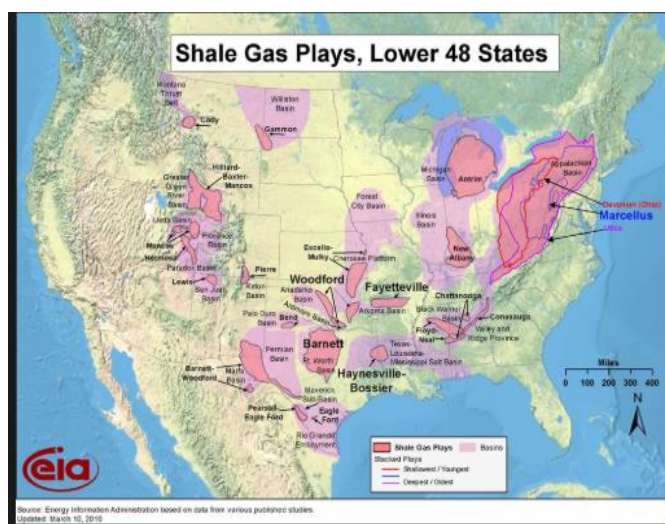 Shale Gas Plays, Lower 48 States
Montana
Thrust
Belt
Cody
Williston
Basin
Gammon
Hilliard-
Baxter-
Mancos
Greater
Green
River
Basin
Uinta Basin
Piceance
Basin
Mancos
Hermosa
Paradox Basin
Lewis
San Juan
Basin
Pierre
Raton
Basin
Michigan
Basin
Antrim
Appalachian
Basin
Devonian (Ohio)
Marcellus
Utica
Forest
City Basin
Illinois
Basin
New
Albany
Excello-
Mulky
Cherokee Platform
Woodford
Anadarko
Basin
Ardmore Basin
Fayetteville
Arkoma Basin
Chattanooga
Black Warrior
Basin
Conasauga
Floyd-
Neal
Valley and
Ridge Province
Palo Duro
Basin
Bend
Permian
Basin
Barnett
Ft. Worth
Basin
Barnett-
Woodford
Marfa
Basin
Texas-
Louisiana-
Mississippi Salt Basin
Haynesville-
Bossier
Maverick
Sub-Basin
Pearsall-
Eagle Ford
Eagle
Ford
Rio Grande
Embayment
Miles
0 100 200 300 400
N
Shale Gas Plays
Basins
Stacked Plays
Shallowest / Youngest
Deepest / Oldest
eia
Source: Energy Information Administration based on data from various published studies.
Updated: March 10, 2010